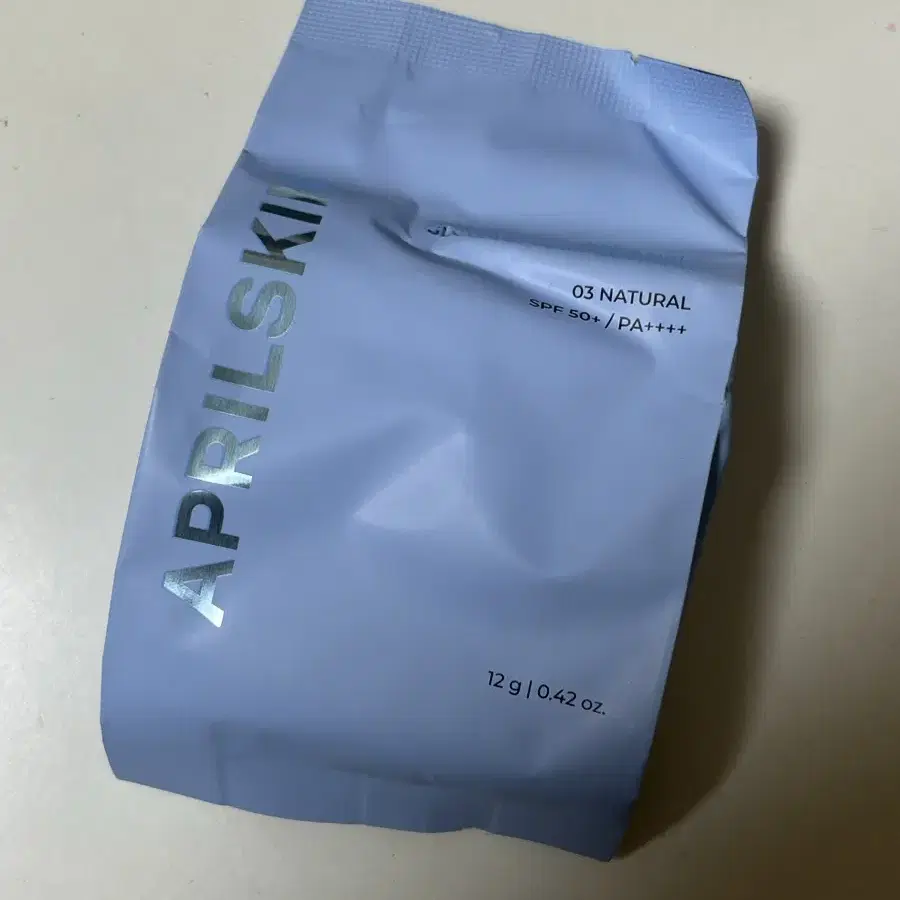 APRILSKIN
03 NATURAL
SPF 50+ / PA++++
12 g | 0.42 oz.